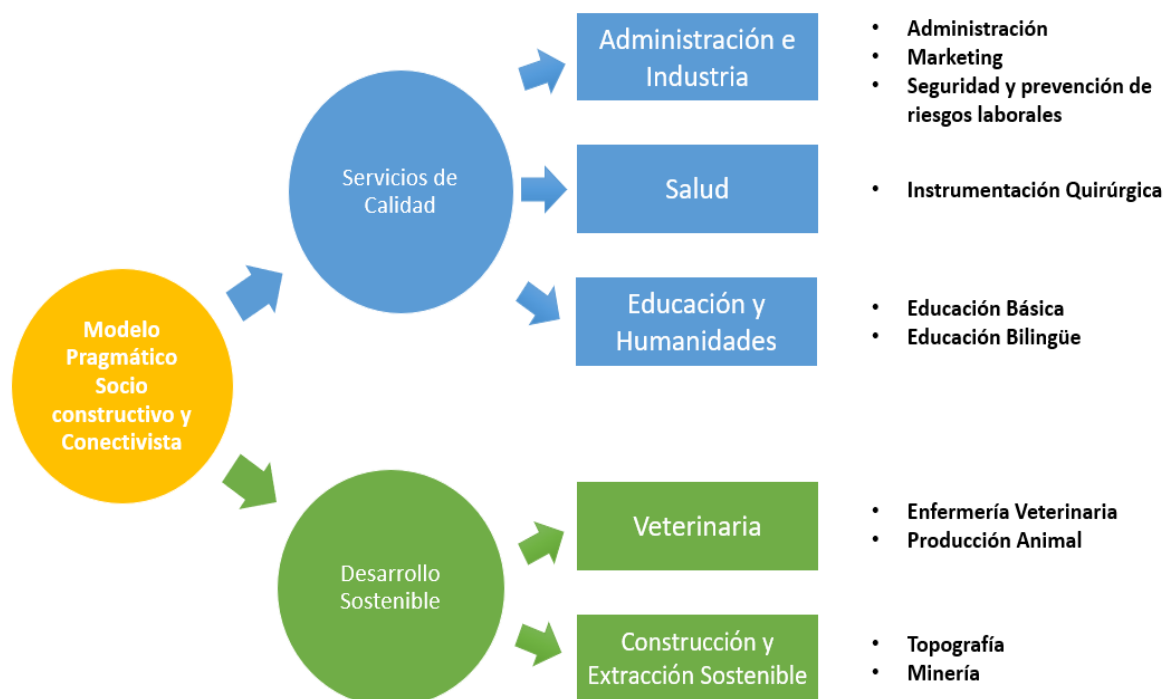 Modelo
Pragmático
Socio
constructivo y
Conectivista
Servicios de
Calidad
Administración e
Industria
• Administración
• Marketing
• Seguridad y prevención de
riesgos laborales
Salud
• Instrumentación Quirúrgica
Educación y
Humanidades
• Educación Básica
• Educación Bilingüe
Desarrollo
Sostenible
Veterinaria
• Enfermería Veterinaria
• Producción Animal
Construcción y
Extracción Sostenible
• Topografía
• Minería